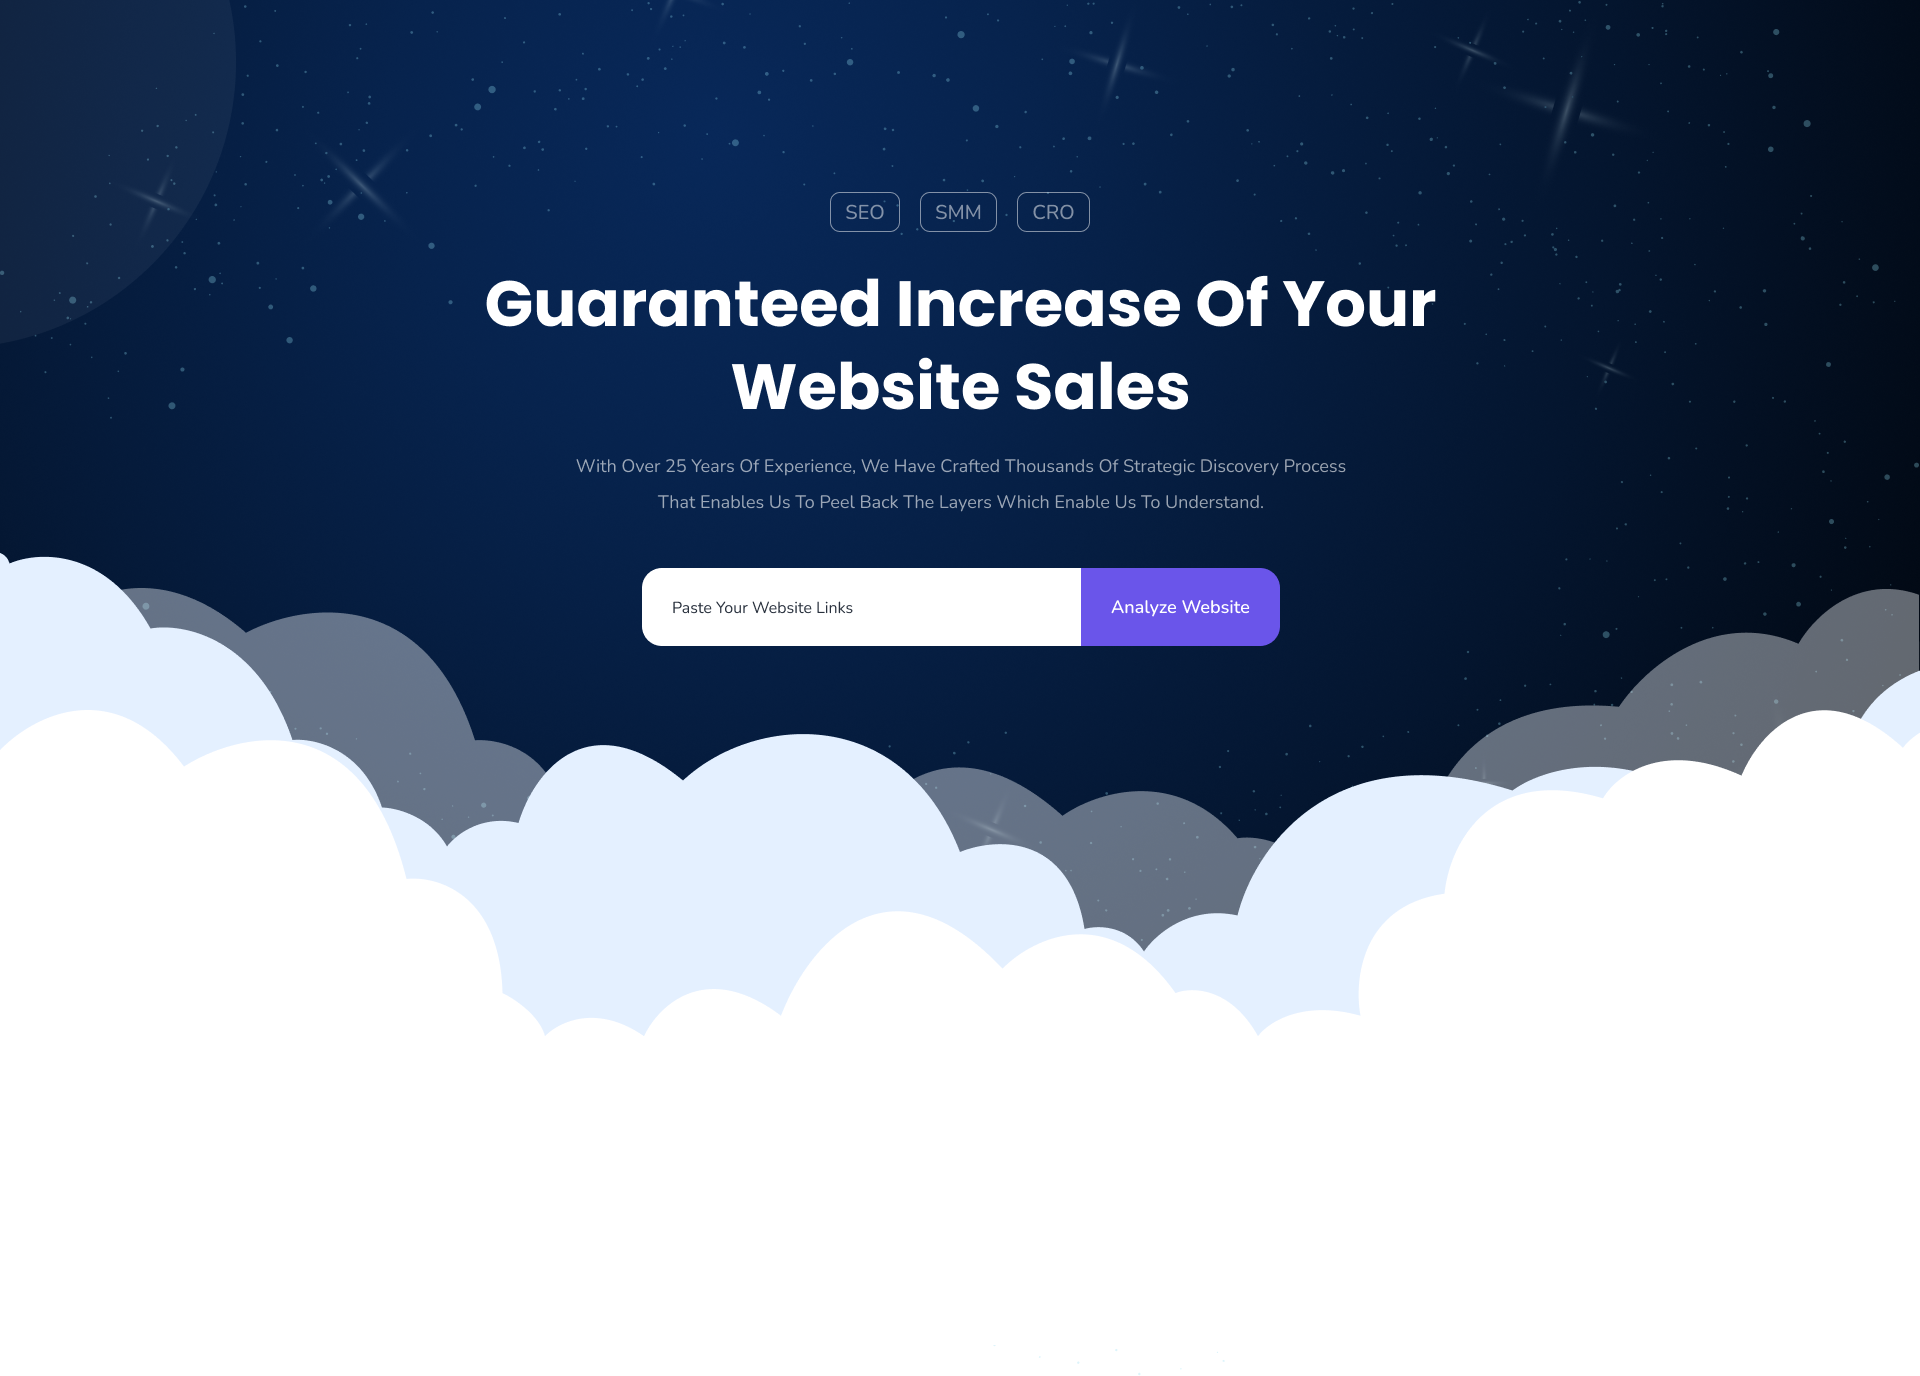 SEO SMM CRO
Guaranteed Increase Of Your
Website Sales
With Over 25 Years Of Experience, We Have Crafted Thousands Of Strategic Discovery Process
That Enables Us To Peel Back The Layers Which Enable Us To Understand.
Paste Your Website Links Analyze Website